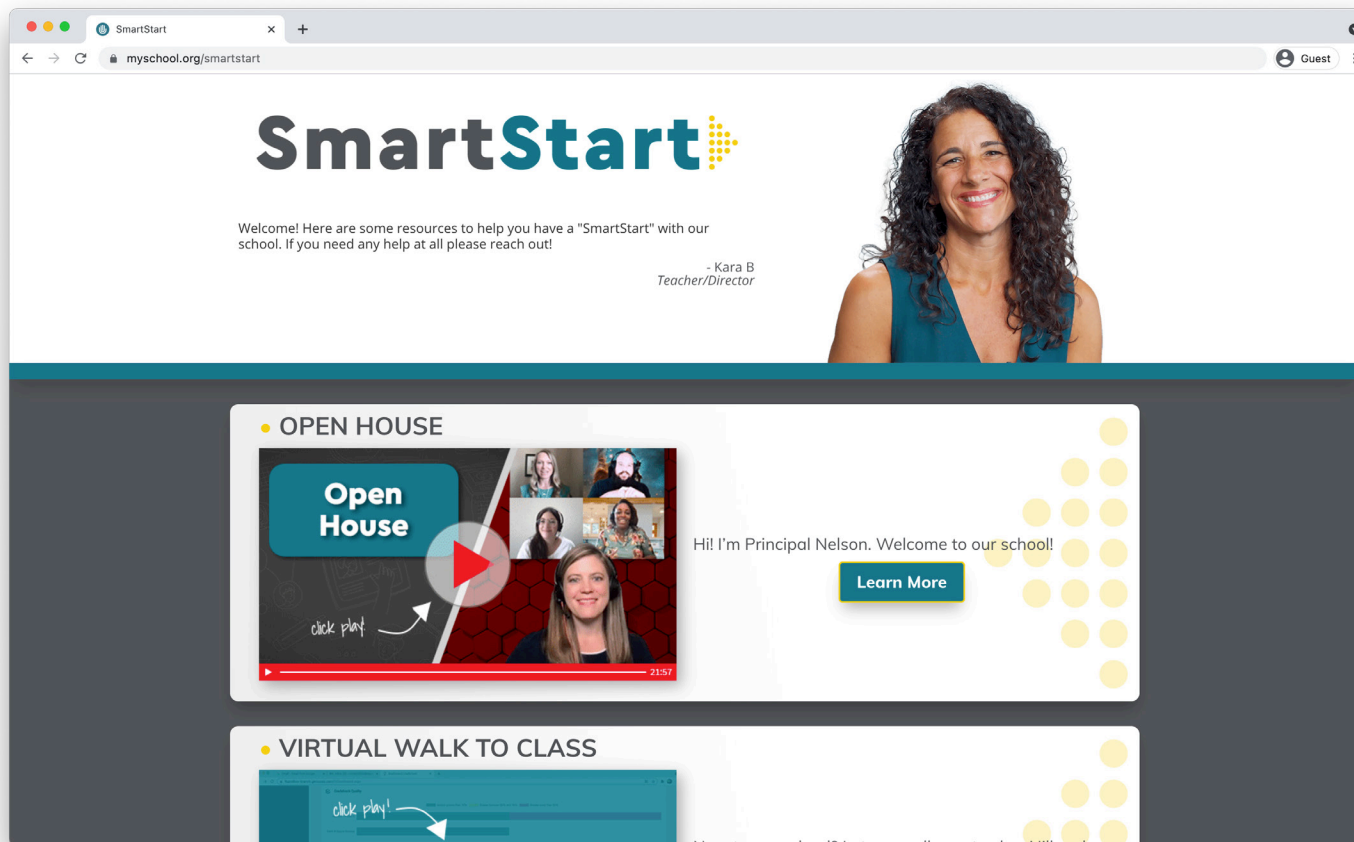 SmartStart
myschool.org/smartstart
Guest
SmartStart
Welcome! Here are some resources to help you have a "SmartStart" with our
school. If you need any help at all please reach out!
- Kara B
Teacher/Director
OPEN HOUSE
Open
House
click play!
21:57
Hi! I'm Principal Nelson. Welcome to our school!
Learn More
VIRTUAL WALK TO CLASS
click play!